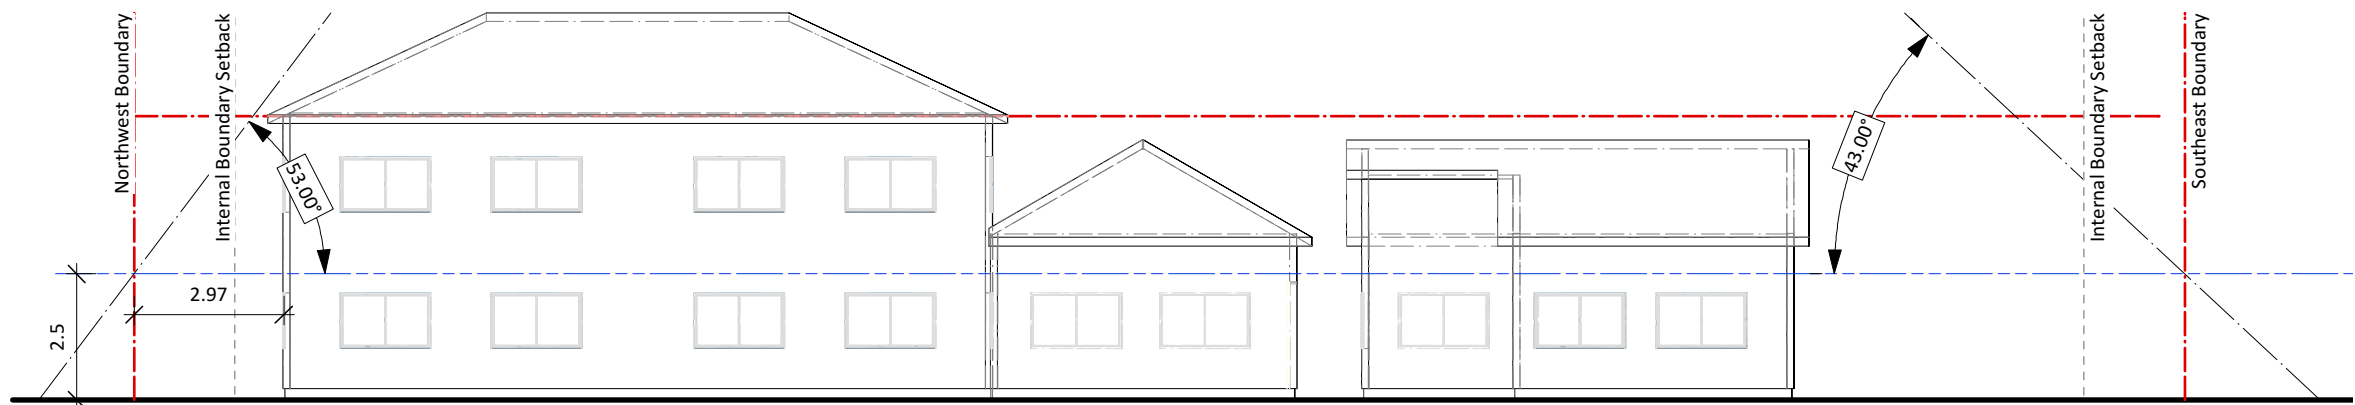 Northwest Boundary
Internal Boundary Setback
53.00°
2.97
2.5
43.00°
Internal Boundary Setback
Southeast Boundary